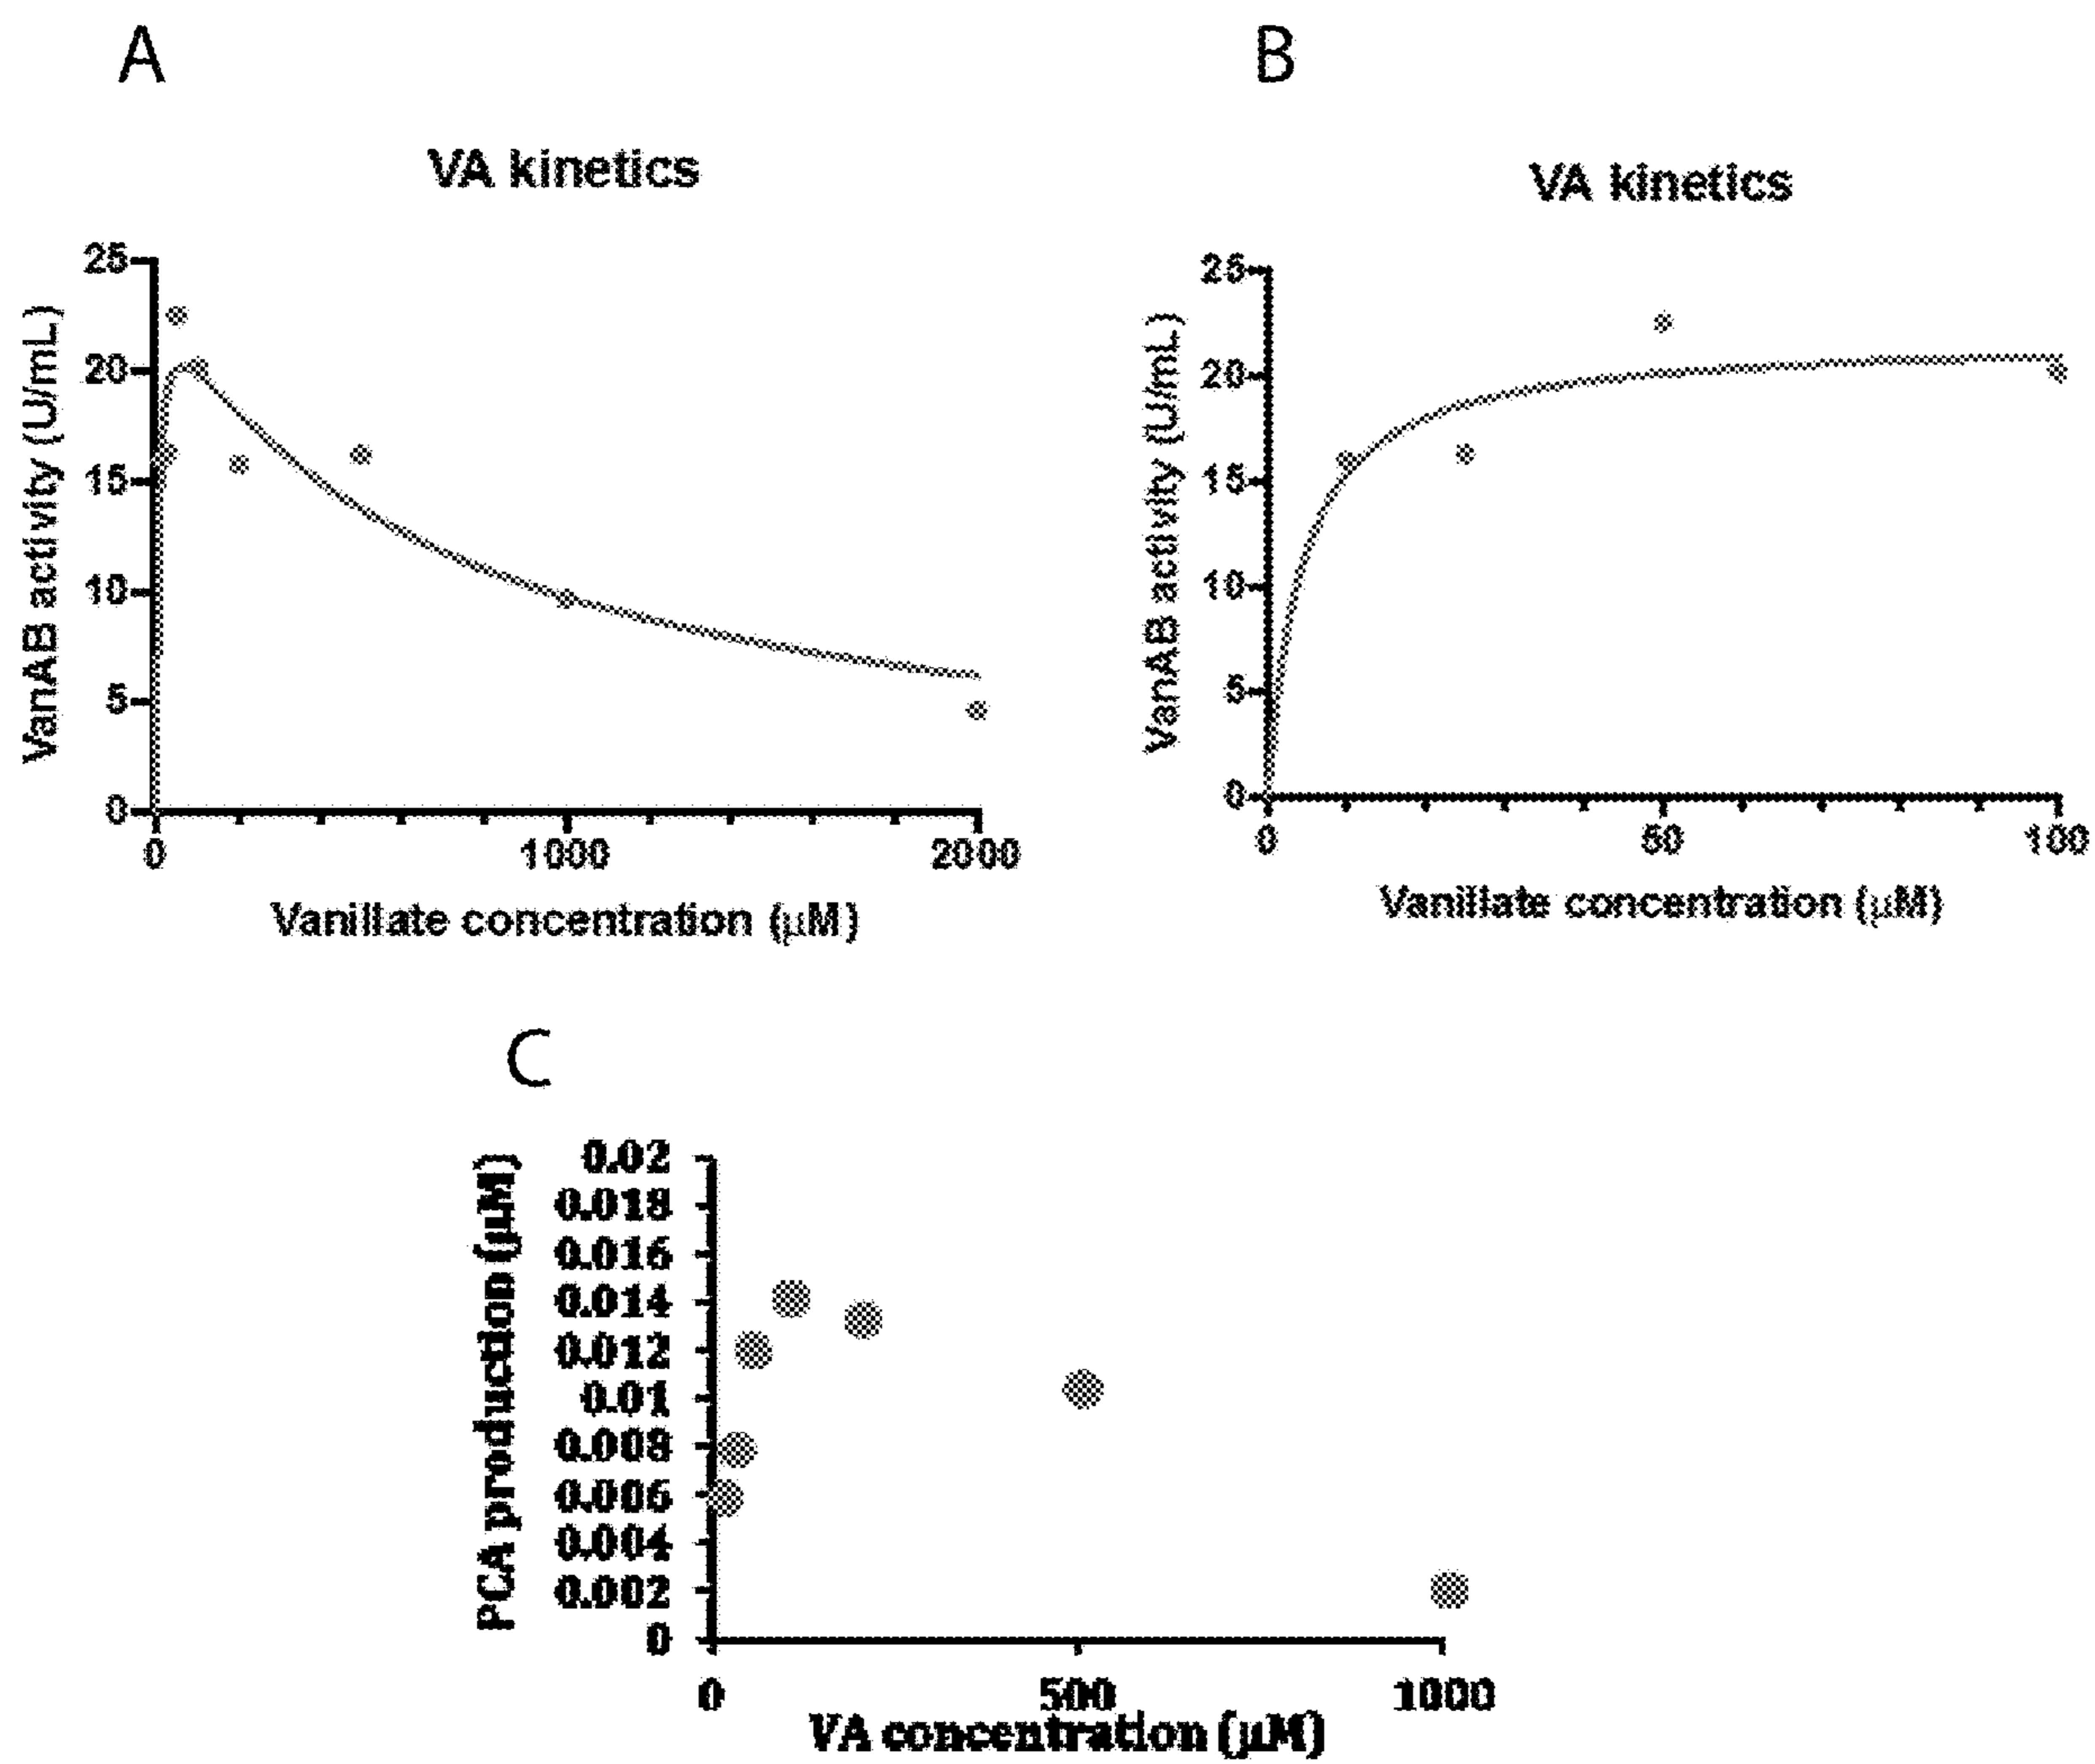 A
VA kinetics
VanAB activity (U/mL)
25
20
15
10
5
0
0 1000 2000
Vanillate concentration (μM)
B
VA kinetics
VanAB activity (U/mL)
25
20
15
10
5
0
0 50 100
Vanillate concentration (μM)
C
PCA production (μM)
0.02
0.018
0.016
0.014
0.012
0.01
0.008
0.006
0.004
0.002
0
0 500 1000
VA concentration (μM)